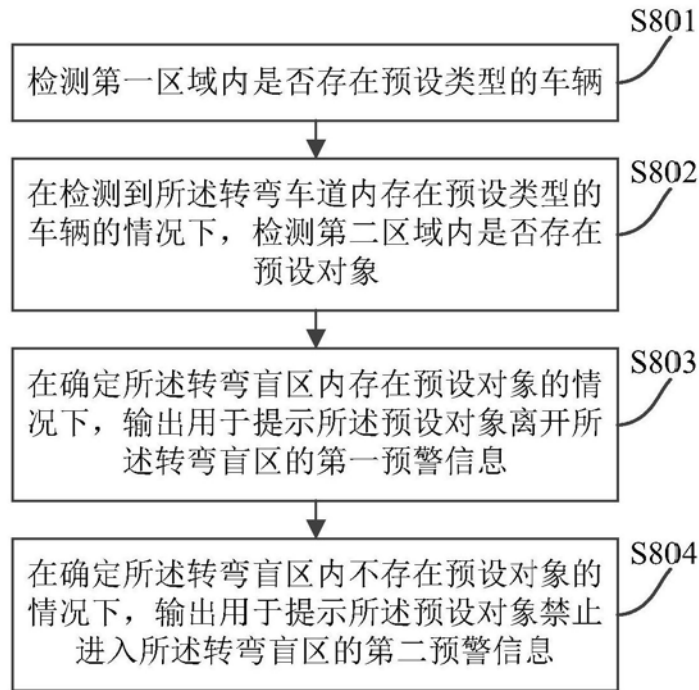 S801
检测第一区域内是否存在预设类型的车辆
S802
在检测到所述转弯车道内存在预设类型的
车辆的情况下，检测第二区域内是否存在
预设对象
S803
在确定所述转弯盲区内存在预设对象的情
况下，输出用于提示所述预设对象离开所
述转弯盲区的第一预警信息
S804
在确定所述转弯盲区内不存在预设对象的
情况下，输出用于提示所述预设对象禁止
进入所述转弯盲区的第二预警信息